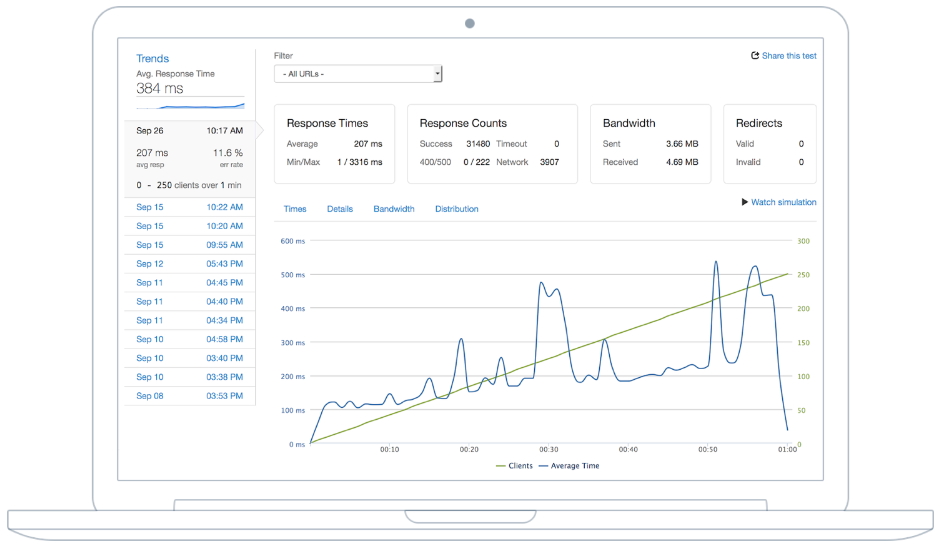 Trends
Avg. Response Time
384 ms
Sep 26 10:17 AM
207 ms 11.6 %
avg resp err rate
0 - 250 clients over 1 min
Sep 15 10:22 AM
Sep 15 10:20 AM
Sep 15 09:55 AM
Sep 12 05:43 PM
Sep 11 04:45 PM
Sep 11 04:40 PM
Sep 11 04:34 PM
Sep 10 04:58 PM
Sep 10 03:40 PM
Sep 10 03:38 PM
Sep 08 03:53 PM
Filter
- All URLs -
Share this test
Response Times
Average 207 ms
Min/Max 1 / 3316 ms
Response Counts
Success 31480 Timeout 0
400/500 0 / 222 Network 3907
Bandwidth
Sent 3.66 MB
Received 4.69 MB
Redirects
Valid 0
Invalid 0
Times Details Bandwidth Distribution
Watch simulation
600 ms 300
500 ms 250
400 ms 200
300 ms 150
200 ms 100
100 ms 50
0 ms 0
00:10 00:20 00:30 00:40 00:50 01:00
Clients Average Time